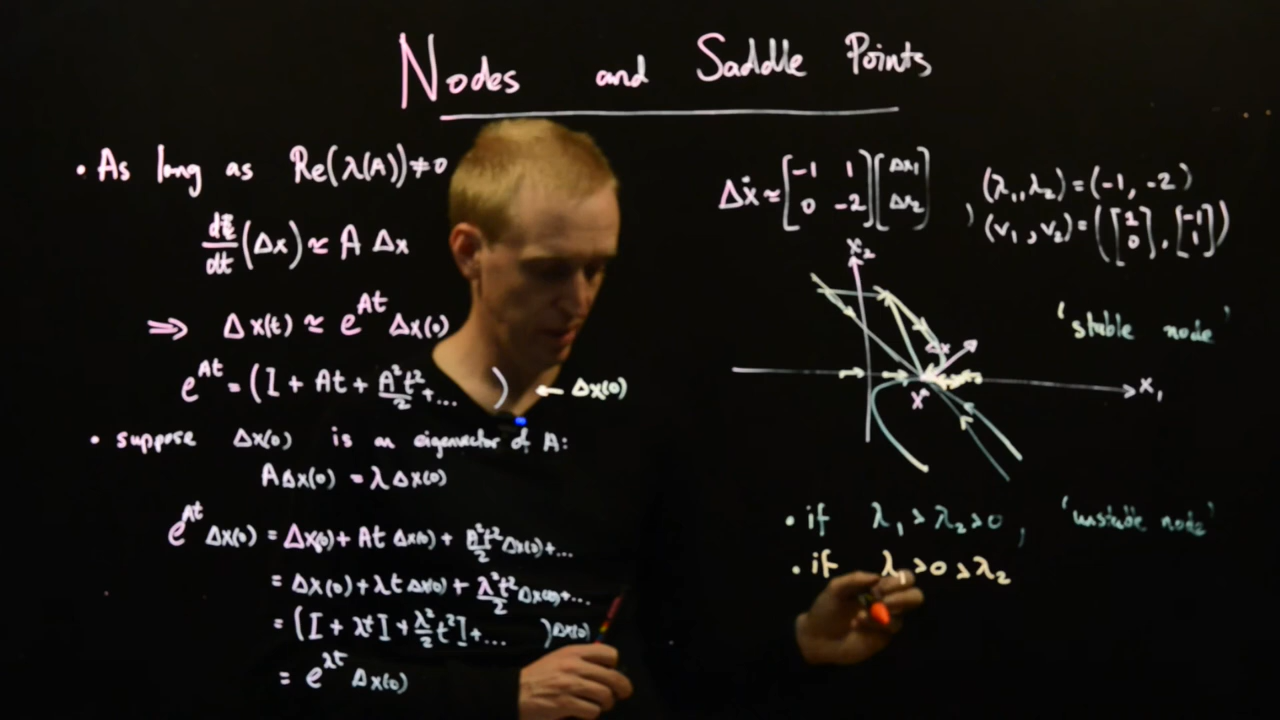 Nodes and Saddle Points
• As long as Re(λ(A))≠0
d/dt (Δx) ≈ A Δx
⇒ Δx(t) ≈ e^{At} Δx(0)
e^{At} = (I + At + A²t²/2 + ... ) ← Δx(0)
• suppose Δx(0) is an eigenvector of A:
AΔx(0) = λΔx(0)
e^{At} Δx(0) = Δx(0) + At Δx(0) + A²t²/2 Δx(0) + ...
= Δx(0) + λt Δx(0) + λ²t²/2 Δx(0) + ...
= (I + λtI + λ²/2 t²I + ... )Δx(0)
= e^{λt} Δx(0)
Δẋ ≈ [-1 1; 0 -2] [Δx1; Δx2]
(λ₁, λ₂) = (-1, -2)
, (v₁, v₂) = ([1; 0], [-1; 1])
x₂
'stable node'
Δx
x₁
x*
• if λ₁ > λ₂ > 0, 'unstable node'
• if λ₁ > 0 > λ₂